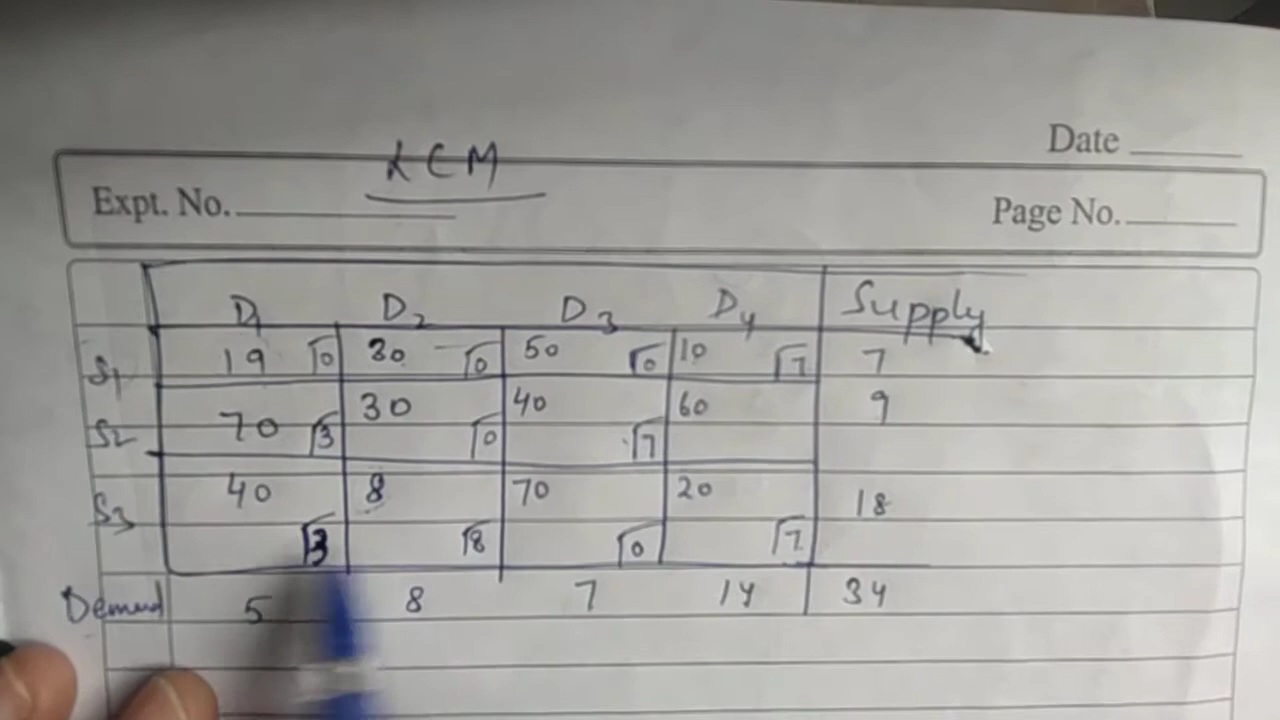 LCM
Date
Expt. No.
Page No.
D1 D2 D3 D4 Supply
S1 19 0 30 0 50 0 10 7 7
S2 70 3 30 0 40 7 60 9
S3 40 3 8 8 70 0 20 7 18
Demand 5 8 7 14 34